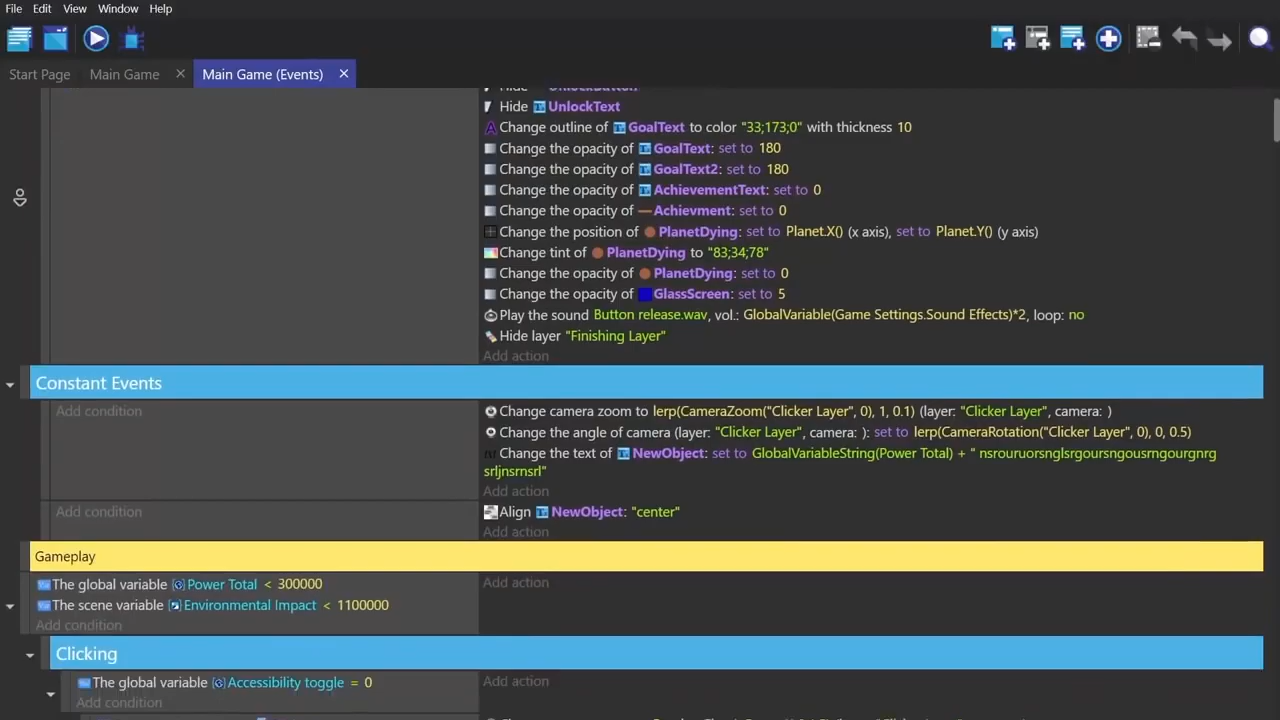 File Edit View Window Help
Start Page Main Game × Main Game (Events) ×
Hide UnlockButton
Hide UnlockText
Change outline of GoalText to color "33;173;0" with thickness 10
Change the opacity of GoalText: set to 180
Change the opacity of GoalText2: set to 180
Change the opacity of AchievementText: set to 0
Change the opacity of Achievment: set to 0
Change the position of PlanetDying: set to Planet.X() (x axis), set to Planet.Y() (y axis)
Change tint of PlanetDying to "83;34;78"
Change the opacity of PlanetDying: set to 0
Change the opacity of GlassScreen: set to 5
Play the sound Button release.wav, vol.: GlobalVariable(Game Settings.Sound Effects)*2, loop: no
Hide layer "Finishing Layer"
Add action
Constant Events
Add condition
Change camera zoom to lerp(CameraZoom("Clicker Layer", 0), 1, 0.1) (layer: "Clicker Layer", camera: )
Change the angle of camera (layer: "Clicker Layer", camera: ): set to lerp(CameraRotation("Clicker Layer", 0), 0, 0.5)
Change the text of NewObject: set to GlobalVariableString(Power Total) + " nsrouruorsnglsrgoursngousrngourgnrg
srljnsrnsrl"
Add action
Add condition
Align NewObject: "center"
Add action
Gameplay
The global variable Power Total < 300000
Add action
The scene variable Environmental Impact < 1100000
Add condition
Clicking
The global variable Accessibility toggle = 0
Add action
Add condition